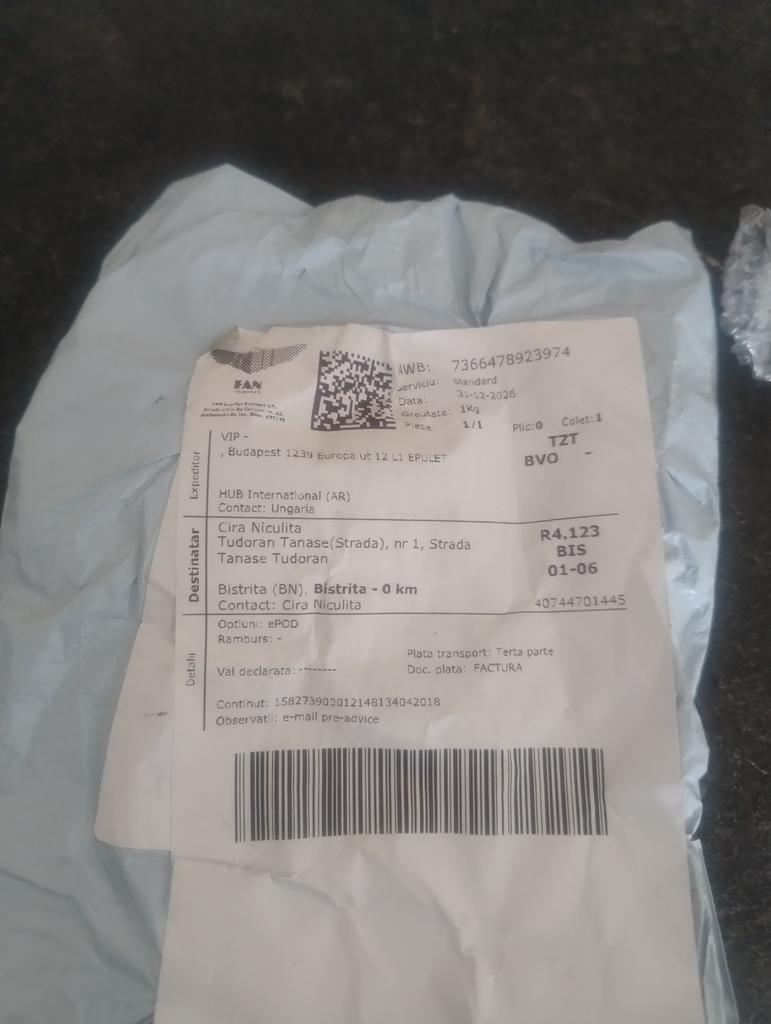 FAN
AWB: 7366478923974
Serviciu: Standard
Data: 31-12-2026
Greutate: 1Kg
Piese: 1/1 Plic:0 Colet:1
Expeditor
VIP -
, Budapest 1239 Europa ut 12 L1 EPULET
TZT
BVO -
HUB International (AR)
Contact: Ungaria
Destinatar
Cira Niculita
Tudoran Tanase(Strada), nr 1, Strada
Tanase Tudoran
R4.123
BIS
01-06
Bistrita (BN), Bistrita - 0 km
Contact: Cira Niculita 40744701445
Detalii
Optiuni: ePOD
Ramburs: -
Plata transport: Terta parte
Val declarata: --------
Doc. plata: FACTURA
Continut: 158273900012148134042018
Observatii: e-mail pre-advice